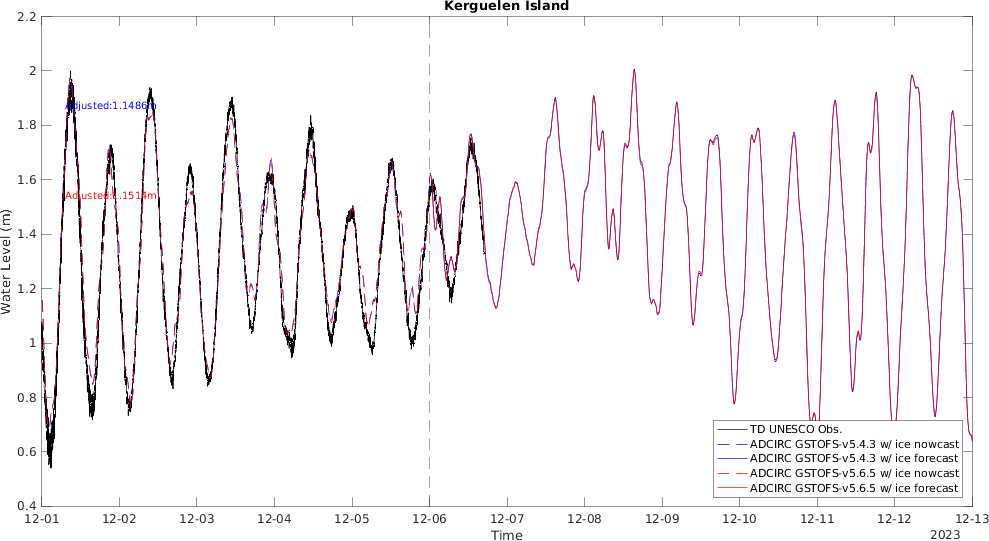 Kerguelen Island
2.2
2
1.8
1.6
1.4
1.2
1
0.8
0.6
0.4
Water Level (m)
Adjusted:1.1486m
Adjusted:1.1514m
12-01
12-02
12-03
12-04
12-05
12-06
12-07
12-08
12-09
12-10
12-11
12-12
12-13
Time
2023
TD UNESCO Obs.
ADCIRC GSTOFS-v5.4.3 w/ ice nowcast
ADCIRC GSTOFS-v5.4.3 w/ ice forecast
ADCIRC GSTOFS-v5.6.5 w/ ice nowcast
ADCIRC GSTOFS-v5.6.5 w/ ice forecast